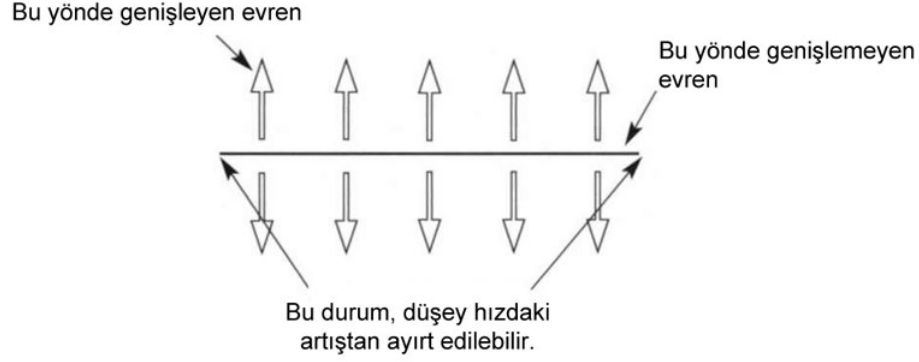 Bu yönde genişleyen evren
Bu yönde genişlemeyen
evren
Bu durum, düşey hızdaki
artıştan ayırt edilebilir.